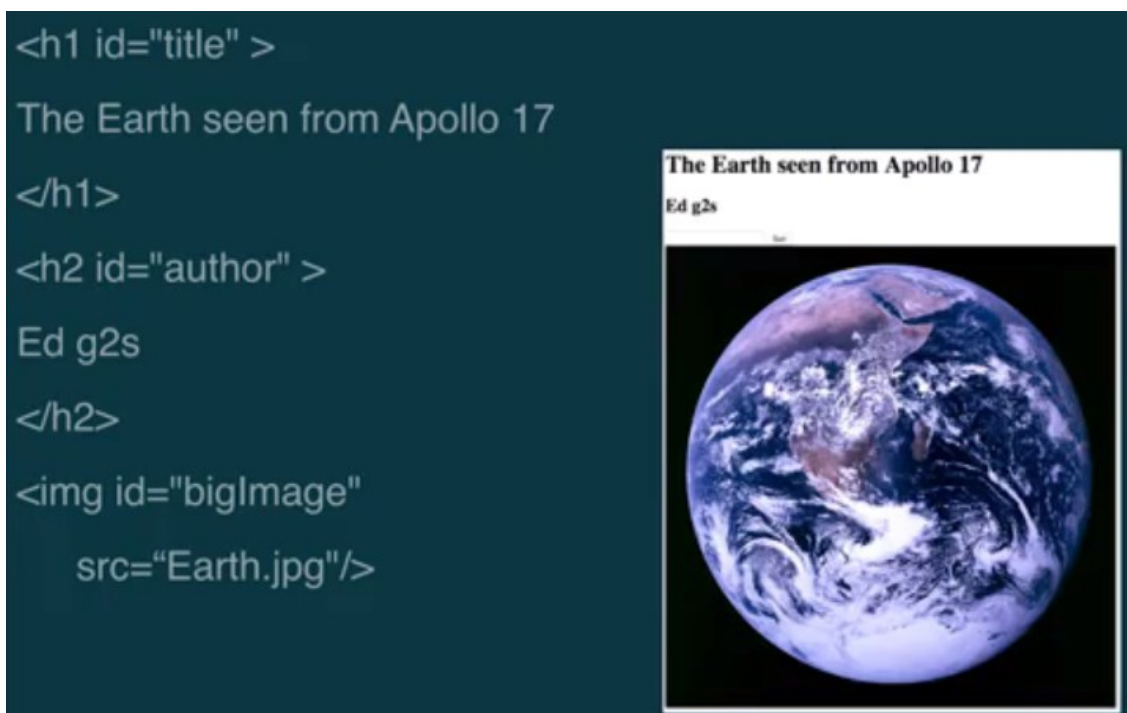 <h1 id="title" >
The Earth seen from Apollo 17
</h1>
<h2 id="author" >
Ed g2s
</h2>
<img id="bigImage"
src=“Earth.jpg"/>
The Earth seen from Apollo 17
Ed g2s